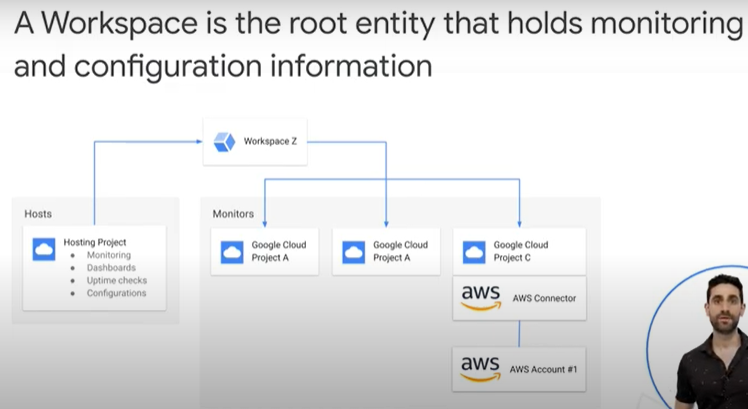 A Workspace is the root entity that holds monitoring
and configuration information
Workspace Z
Hosts
Hosting Project
• Monitoring
• Dashboards
• Uptime checks
• Configurations
Monitors
Google Cloud
Project A
Google Cloud
Project A
Google Cloud
Project C
aws AWS Connector
aws AWS Account #1